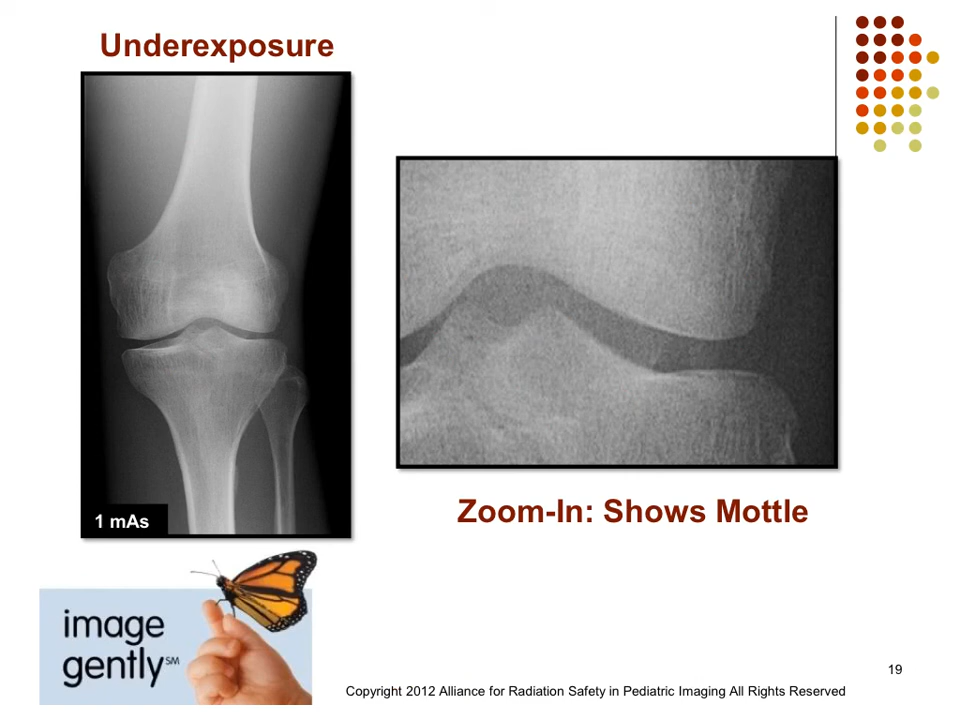 Underexposure
1 mAs
Zoom-In: Shows Mottle
image
gently℠
19
Copyright 2012 Alliance for Radiation Safety in Pediatric Imaging All Rights Reserved